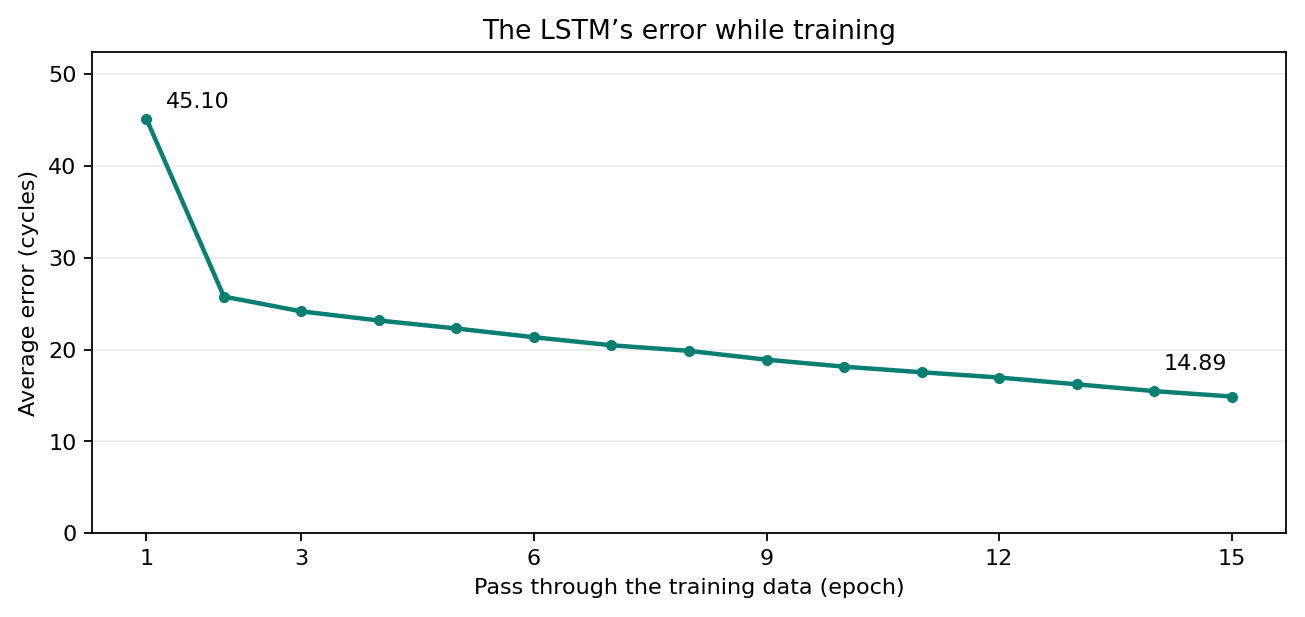 The LSTM’s error while training
50
40
30
20
10
0
45.10
14.89
Average error (cycles)
1 3 6 9 12 15
Pass through the training data (epoch)